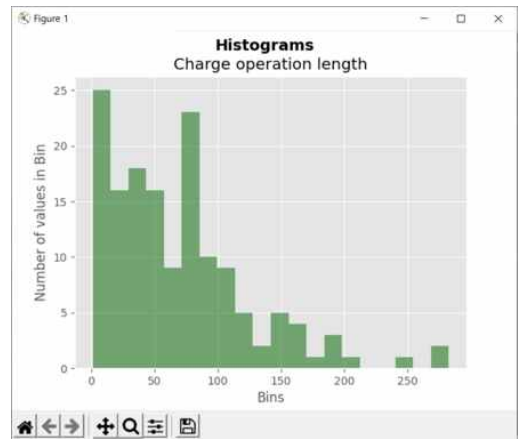 Figure 1
Histograms
Charge operation length
Number of values in Bin
25
20
15
10
5
0
0 50 100 150 200 250
Bins